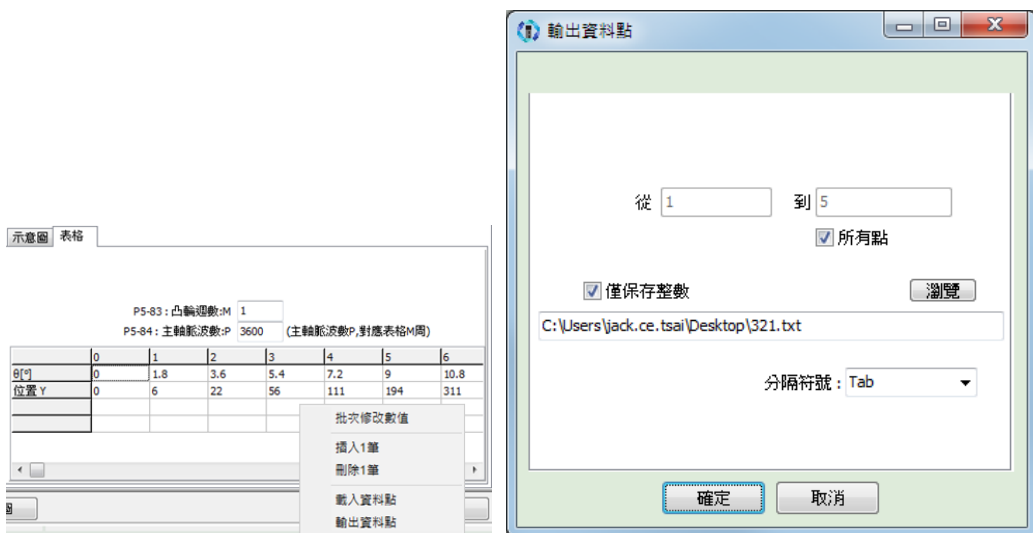 示意圖 表格
P5-83 : 凸輪迴數:M 1
P5-84 : 主軸脈波數:P 3600 (主軸脈波數P,對應表格M周)
0 1 2 3 4 5 6
θ[°] 0 1.8 3.6 5.4 7.2 9 10.8
位置 Y 0 6 22 56 111 194 311
批次修改數值
插入1筆
刪除1筆
載入資料點
輸出資料點
輸出資料點
從 1 到 5
所有點
僅保存整數 瀏覽
C:\Users\jack.ce.tsai\Desktop\321.txt
分隔符號 : Tab
確定 取消